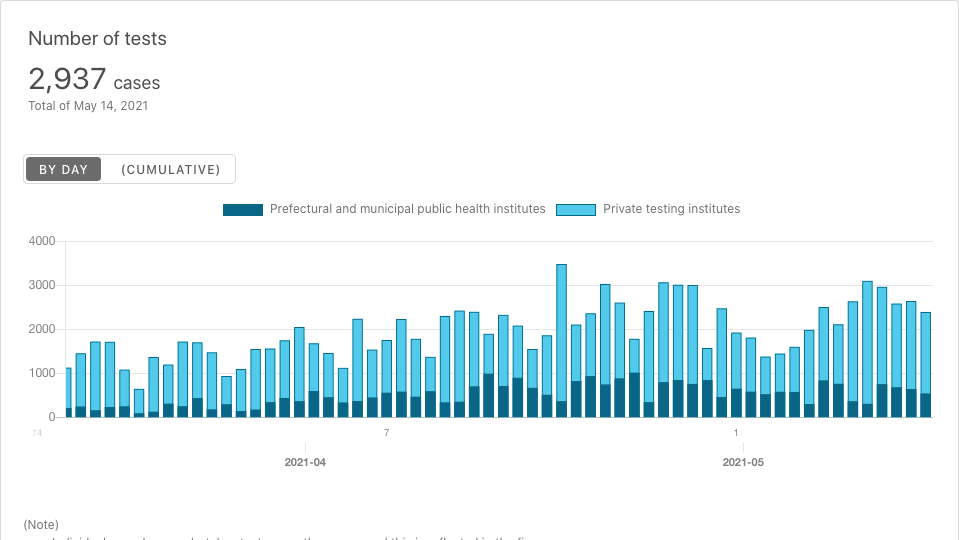 Number of tests
2,937 cases
Total of May 14, 2021
BY DAY (CUMULATIVE)
Prefectural and municipal public health institutes Private testing institutes
4000
3000
2000
1000
0
14 7 1
2021-04 2021-05
(Note)